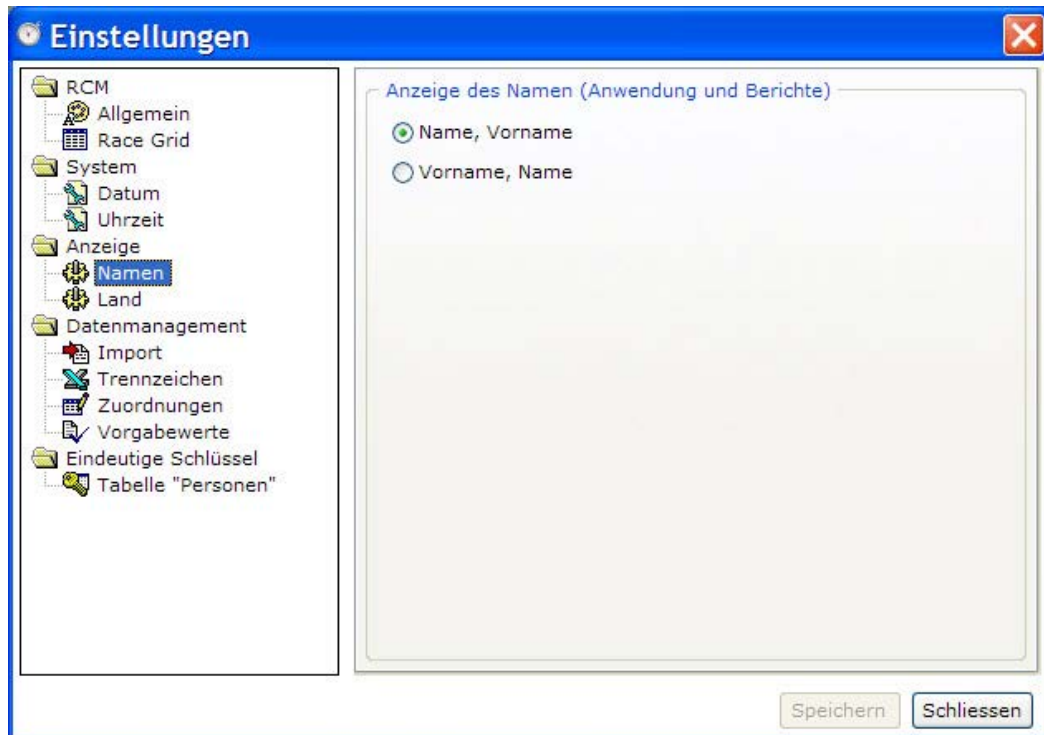 Einstellungen
RCM
Allgemein
Race Grid
System
Datum
Uhrzeit
Anzeige
Namen
Land
Datenmanagement
Import
Trennzeichen
Zuordnungen
Vorgabewerte
Eindeutige Schlüssel
Tabelle "Personen"
Anzeige des Namen (Anwendung und Berichte)
Name, Vorname
Vorname, Name
Speichern
Schliessen